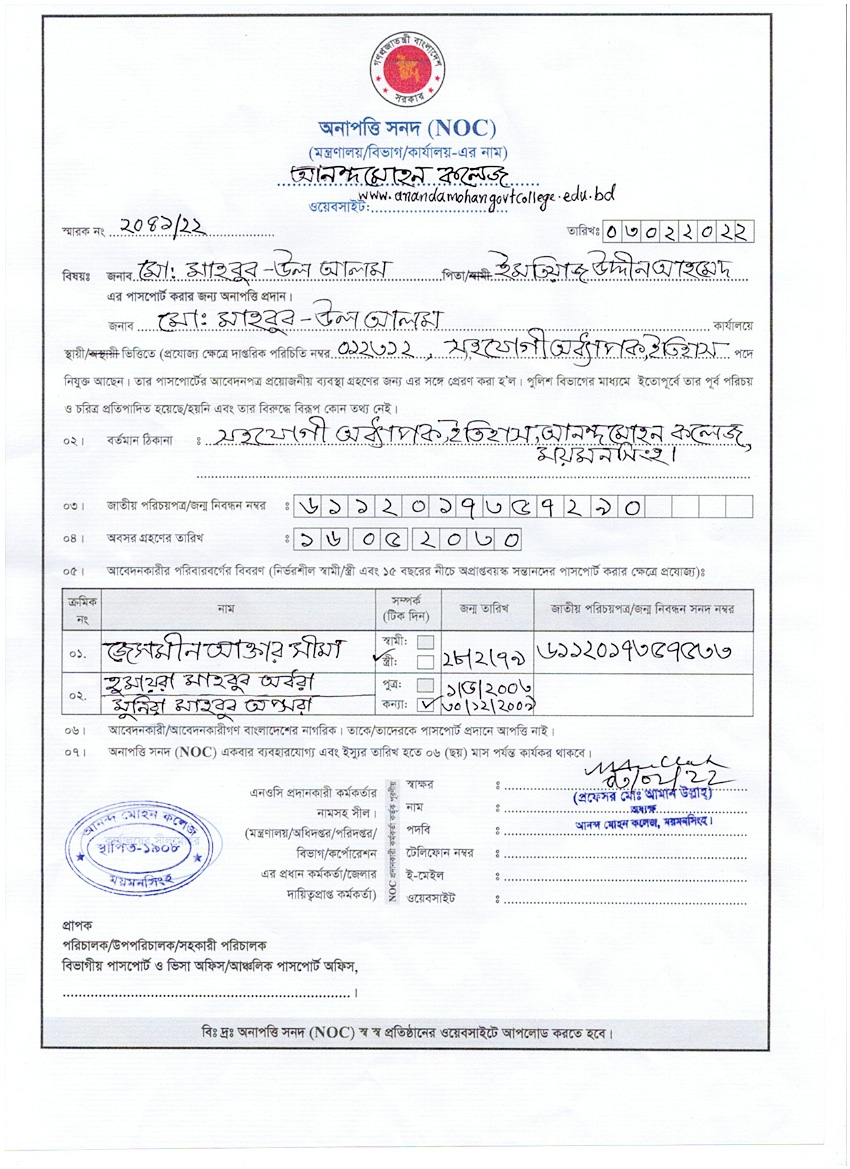 গণপ্রজাতন্ত্রী বাংলাদেশ
সরকার
অনাপত্তি সনদ (NOC)
(মন্ত্রণালয়/বিভাগ/কার্যালয়-এর নাম)
আনন্দমোহন কলেজ
www.anandamohangovtcollege.edu.bd
ওয়েবসাইট:
স্মারক নং ২০৪৯/২২ তারিখঃ ০৭০২২০২২
বিষয়ঃ জনাব মো: মাহবুব-উল আলম পিতা/স্বামী ইমতিয়াজ উদ্দীন আহমেদ
এর পাসপোর্ট করার জন্য অনাপত্তি প্রদান।
জনাব মো: মাহবুব-উল আলম কার্যালয়ে
স্থায়ী/অস্থায়ী ভিত্তিতে (প্রযোজ্য ক্ষেত্রে দাপ্তরিক পরিচিতি নম্বর ০১২৩১২, সহযোগী অধ্যাপক, ইতিহাস পদে
নিযুক্ত আছেন। তার পাসপোর্টের আবেদনপত্র প্রয়োজনীয় ব্যবস্থা গ্রহণের জন্য এর সঙ্গে প্রেরণ করা হ'ল। পুলিশ বিভাগের মাধ্যমে ইতোপূর্বে তার পূর্ব পরিচয়
ও চরিত্র প্রতিপাদিত হয়েছে/হয়নি এবং তার বিরুদ্ধে বিরূপ কোন তথ্য নেই।
০২। বর্তমান ঠিকানা : সহযোগী অধ্যাপক, ইতিহাস, আনন্দ মোহন কলেজ,
ময়মনসিংহ।
০৩। জাতীয় পরিচয়পত্র/জন্ম নিবন্ধন নম্বর ঃ ৬১১২০১৭৩৫৭২৯০
০৪। অবসর গ্রহণের তারিখ ঃ ১৬ ০৫ ২০৩০
০৫। আবেদনকারীর পরিবারবর্গের বিবরণ (নির্ভরশীল স্বামী/স্ত্রী এবং ১৫ বছরের নীচে অপ্রাপ্তবয়স্ক সন্তানদের পাসপোর্ট করার ক্ষেত্রে প্রযোজ্য)ঃ
ক্রমিক নং নাম সম্পর্ক (টিক দিন) জন্ম তারিখ জাতীয় পরিচয়পত্র/জন্ম নিবন্ধন সনদ নম্বর
০১. জেসমীন আক্তার সীমা স্বামী: স্ত্রী: ২৮/২/৭৯ ৬১১২০১৭৩৫৭৫৩৩
০২. হুমায়রা মাহবুব অর্বরা পুত্র:
মুনিরা মাহবুব অপ্সরা কন্যা: ৩০/১২/২০০৯
০৬। আবেদনকারী/আবেদনকারীগণ বাংলাদেশের নাগরিক। তাকে/তাদেরকে পাসপোর্ট প্রদানে আপত্তি নাই।
০৭। অনাপত্তি সনদ (NOC) একবার ব্যবহারযোগ্য এবং ইস্যুর তারিখ হতে ০৬ (ছয়) মাস পর্যন্ত কার্যকর থাকবে।
এনওসি প্রদানকারী কর্মকর্তার
নামসহ সীল।
(মন্ত্রণালয়/অধিদপ্তর/পরিদপ্তর/
বিভাগ/কর্পোরেশন
এর প্রধান কর্মকর্তা/জেলার
দায়িত্বপ্রাপ্ত কর্মকর্তা)
NOC প্রদানকারী কর্মকর্তা কর্তৃক পূরণীয়
স্বাক্ষর ঃ ০৭/০২/২২
নাম (প্রফেসর মোঃ আমান উল্লাহ)
অধ্যক্ষ
পদবি ঃ আনন্দ মোহন কলেজ, ময়মনসিংহ।
টেলিফোন নম্বর ঃ
ই-মেইল ঃ
ওয়েবসাইট ঃ
আনন্দ মোহন কলেজ
স্থাপিত-১৯০৮
ময়মনসিংহ
প্রাপক
পরিচালক/উপপরিচালক/সহকারী পরিচালক
বিভাগীয় পাসপোর্ট ও ভিসা অফিস/আঞ্চলিক পাসপোর্ট অফিস,
বিঃ দ্রঃ অনাপত্তি সনদ (NOC) স্ব স্ব প্রতিষ্ঠানের ওয়েবসাইটে আপলোড করতে হবে।